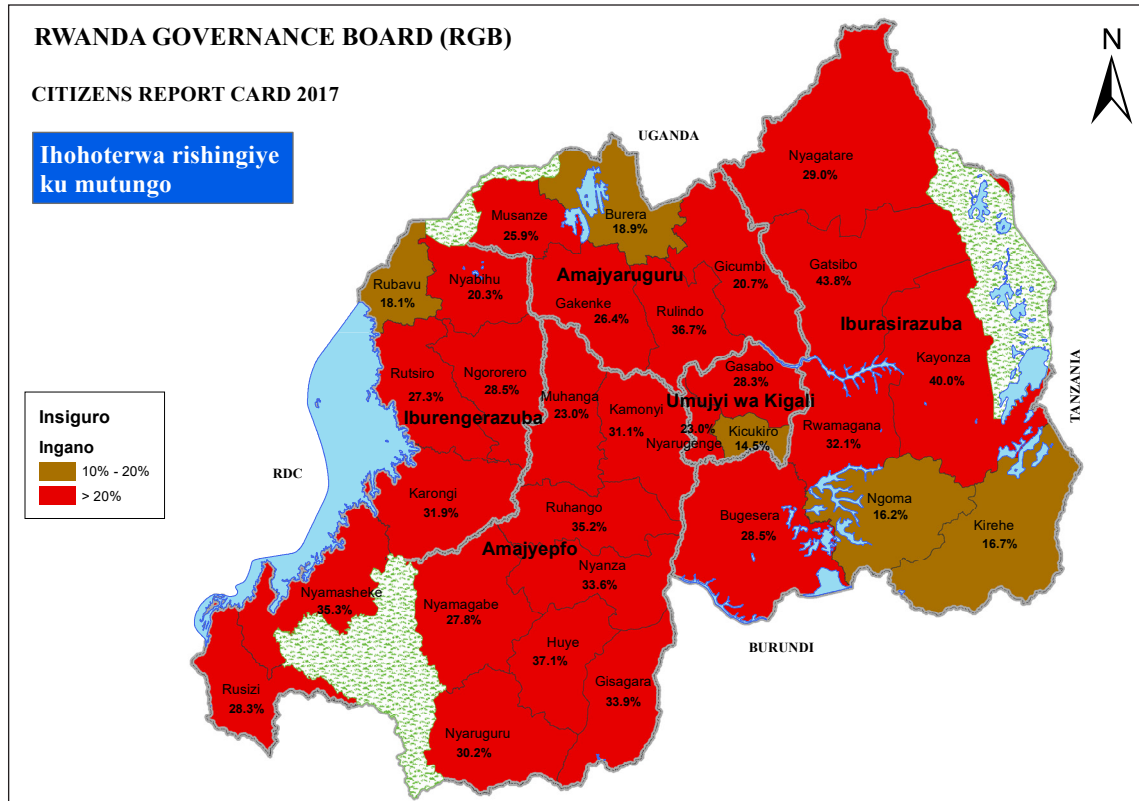 RWANDA GOVERNANCE BOARD (RGB)
CITIZENS REPORT CARD 2017
Ihohoterwa rishingiye
ku mutungo
N
UGANDA
TANZANIA
RDC
BURUNDI
Nyagatare
29.0%
Musanze
25.9%
Burera
18.9%
Gicumbi
20.7%
Gatsibo
43.8%
Rubavu
18.1%
Nyabihu
20.3%
Amajyaruguru
Gakenke
26.4%
Rulindo
36.7%
Iburasirazuba
Kayonza
40.0%
Rutsiro
27.3%
Ngororero
28.5%
Iburengerazuba
Muhanga
23.0%
Kamonyi
31.1%
Gasabo
28.3%
Umujyi wa Kigali
23.0%
Nyarugenge
Kicukiro
14.5%
Rwamagana
32.1%
Karongi
31.9%
Ruhango
35.2%
Bugesera
28.5%
Ngoma
16.2%
Kirehe
16.7%
Amajyepfo
Nyanza
33.6%
Nyamasheke
35.3%
Nyamagabe
27.8%
Huye
37.1%
Gisagara
33.9%
Rusizi
28.3%
Nyaruguru
30.2%
Insiguro
Ingano
10% - 20%
> 20%